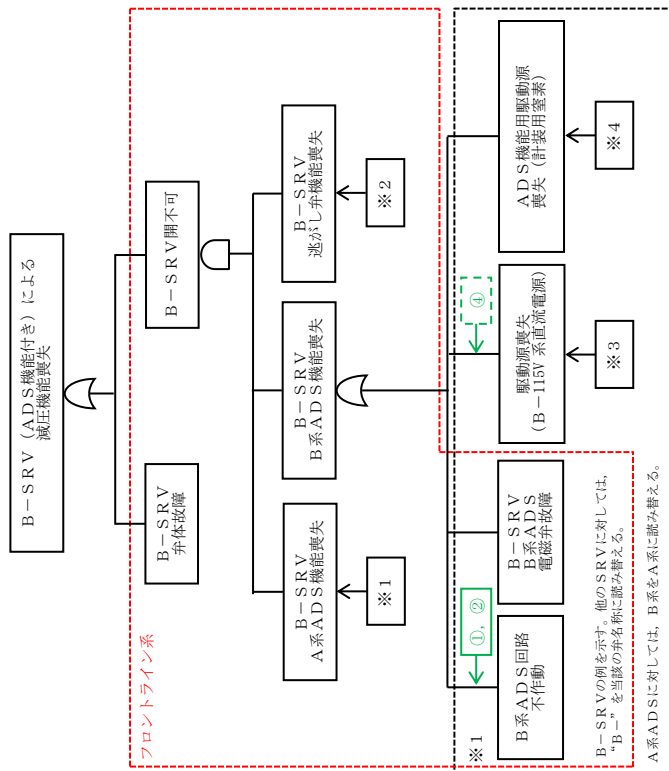 B－SRV（ADS機能付き）による
減圧機能喪失
フロントライン系
B－SRV
弁体故障
B－SRV開不可
B－SRV
A系ADS機能喪失
※1
B－SRV
B系ADS機能喪失
B－SRV
逃がし弁機能喪失
※2
※1
①，②
B系ADS回路
不作動
B－SRV
B系ADS
電磁弁故障
④
駆動源喪失
（B－115V 系直流電源）
※3
ADS機能用駆動源
喪失（計装用窒素）
※4
B－SRVの例を示す。他のSRVに対しては，
“B－”を当該の弁名称に読み替える。
A系ADSに対しては，B系をA系に読み替える。